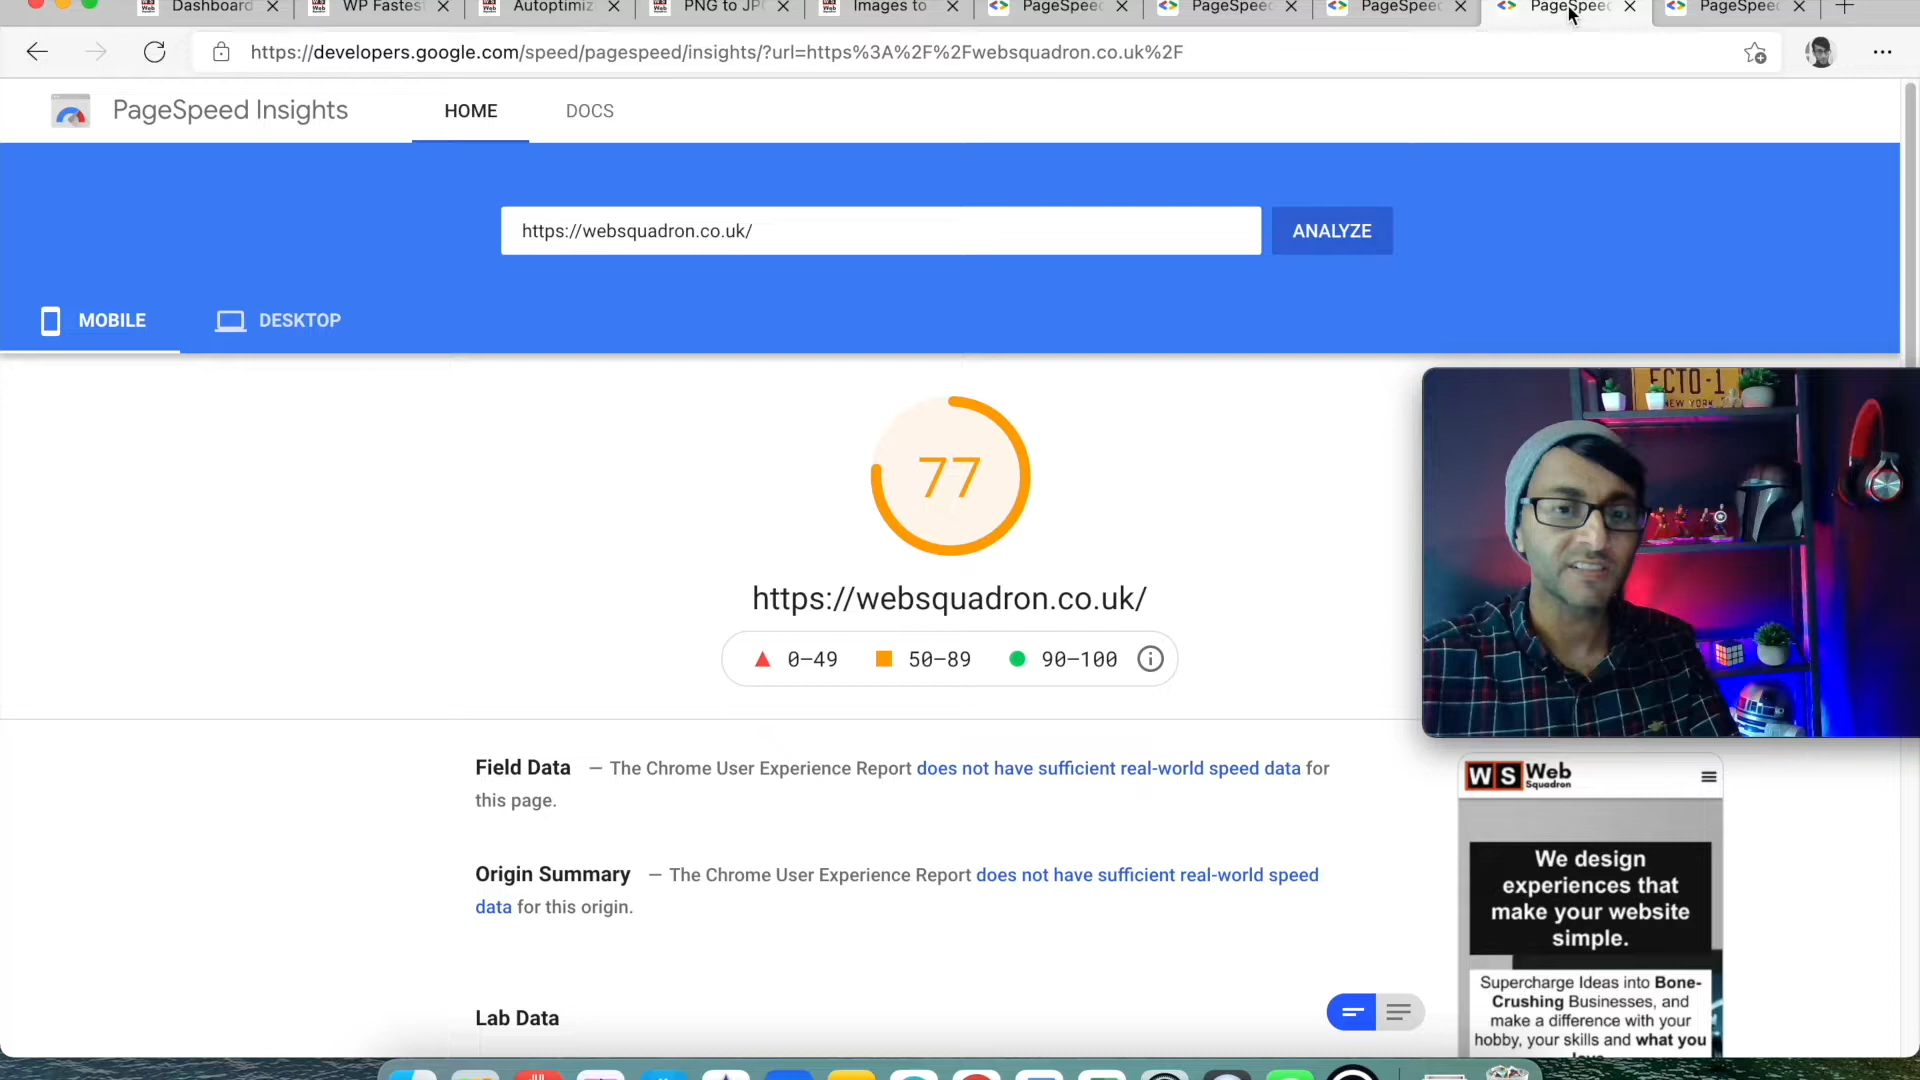 Dashboard
WP Fastes
Autoptimiz
PNG to JP
Images to
PageSpeed
PageSpeed
PageSpeed
PageSpeed
PageSpeed
https://developers.google.com/speed/pagespeed/insights/?url=https%3A%2F%2Fwebsquadron.co.uk%2F
PageSpeed Insights
HOME
DOCS
https://websquadron.co.uk/
ANALYZE
MOBILE
DESKTOP
77
https://websquadron.co.uk/
0–49
50–89
90–100
ECTO-1
NEW YORK
Field Data — The Chrome User Experience Report does not have sufficient real-world speed data for
this page.
Origin Summary — The Chrome User Experience Report does not have sufficient real-world speed
data for this origin.
Lab Data
WS Web
Squadron
We design
experiences that
make your website
simple.
Supercharge Ideas into Bone-
Crushing Businesses, and
make a difference with your
hobby, your skills and what you